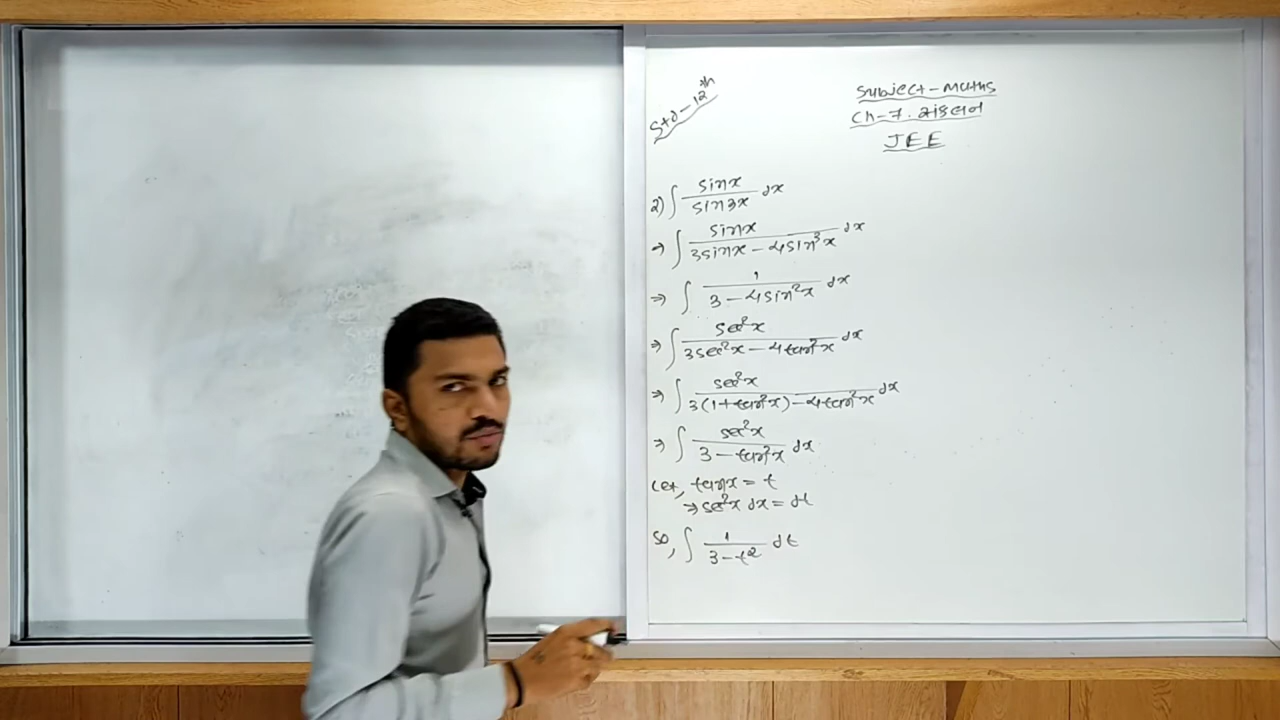 Std-12th
Subject-Maths
Ch-7. સંકલન
JEE
2) ∫ sinx / sin3x dx
⇒ ∫ sinx / 3sinx - 4sin³x dx
⇒ ∫ 1 / 3 - 4sin²x dx
⇒ ∫ sec²x / 3sec²x - 4tan²x dx
⇒ ∫ sec²x / 3(1+tan²x) - 4tan²x dx
⇒ ∫ sec²x / 3 - tan²x dx
Let, tanx = t
⇒ sec²x dx = dt
So, ∫ 1 / 3 - t² dt